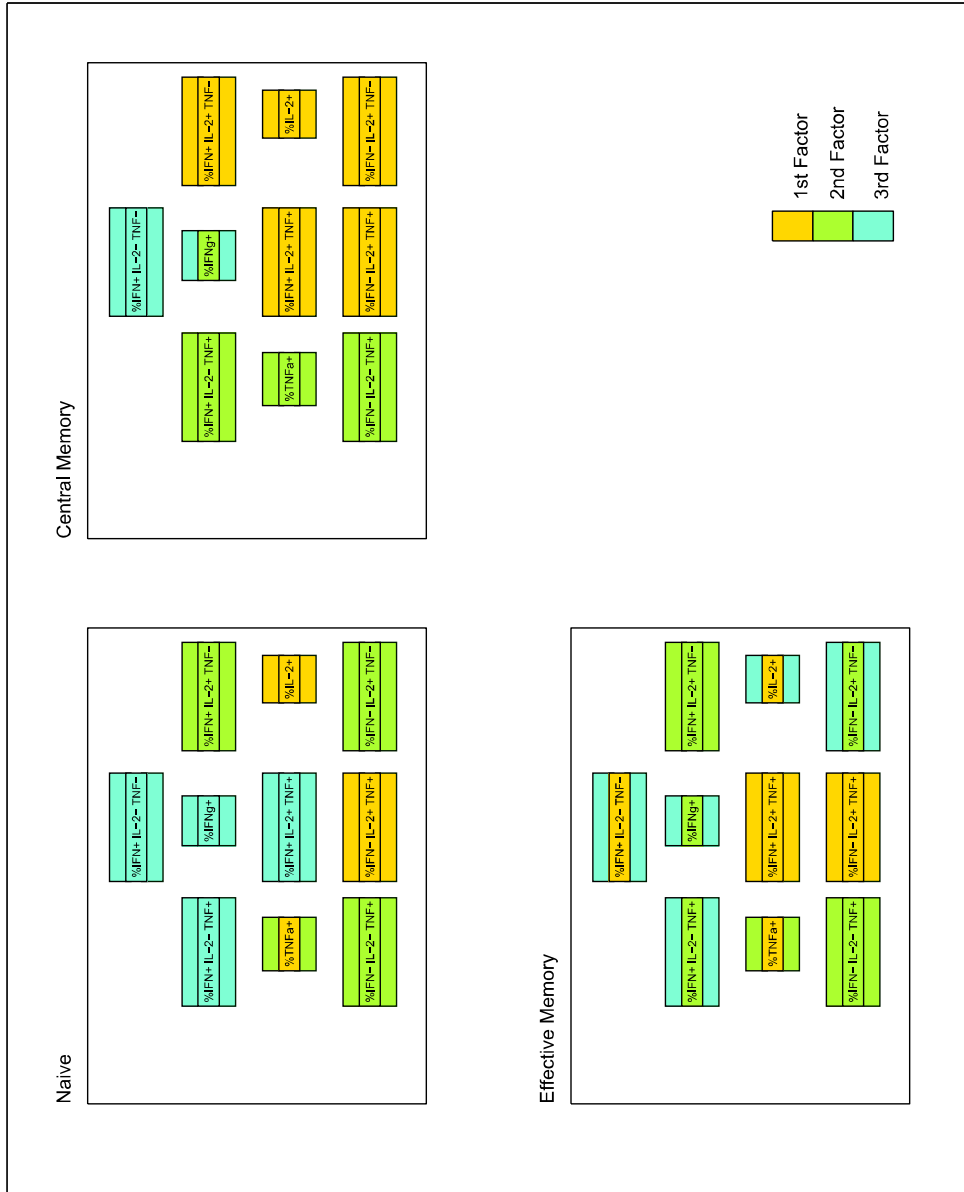 Naive
%IFN+ IL−2− TNF−
%IFN+ IL−2− TNF+
%IFNg+
%IFN+ IL−2+ TNF−
%TNFa+
%IFN+ IL−2+ TNF+
%IL−2+
%IFN− IL−2− TNF+
%IFN− IL−2+ TNF+
%IFN− IL−2+ TNF−
Central Memory
%IFN+ IL−2− TNF−
%IFN+ IL−2− TNF+
%IFNg+
%IFN+ IL−2+ TNF−
%TNFa+
%IFN+ IL−2+ TNF+
%IL−2+
%IFN− IL−2− TNF+
%IFN− IL−2+ TNF+
%IFN− IL−2+ TNF−
Effective Memory
%IFN+ IL−2− TNF−
%IFN+ IL−2− TNF+
%IFNg+
%IFN+ IL−2+ TNF−
%TNFa+
%IFN+ IL−2+ TNF+
%IL−2+
%IFN− IL−2− TNF+
%IFN− IL−2+ TNF+
%IFN− IL−2+ TNF−
1st Factor
2nd Factor
3rd Factor